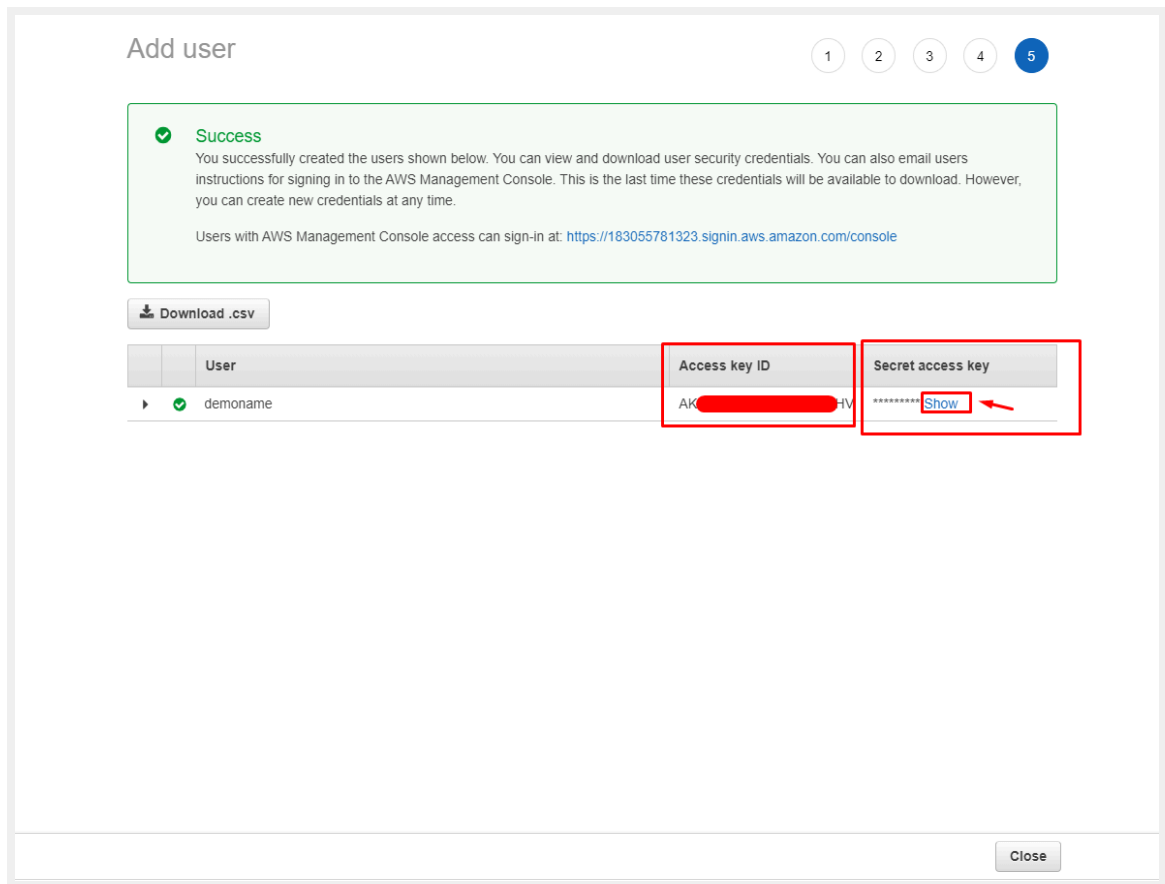 Add user
1 2 3 4 5
Success
You successfully created the users shown below. You can view and download user security credentials. You can also email users
instructions for signing in to the AWS Management Console. This is the last time these credentials will be available to download. However,
you can create new credentials at any time.
Users with AWS Management Console access can sign-in at: https://183055781323.signin.aws.amazon.com/console
Download .csv
User Access key ID Secret access key
demoname AK HV ********* Show
Close